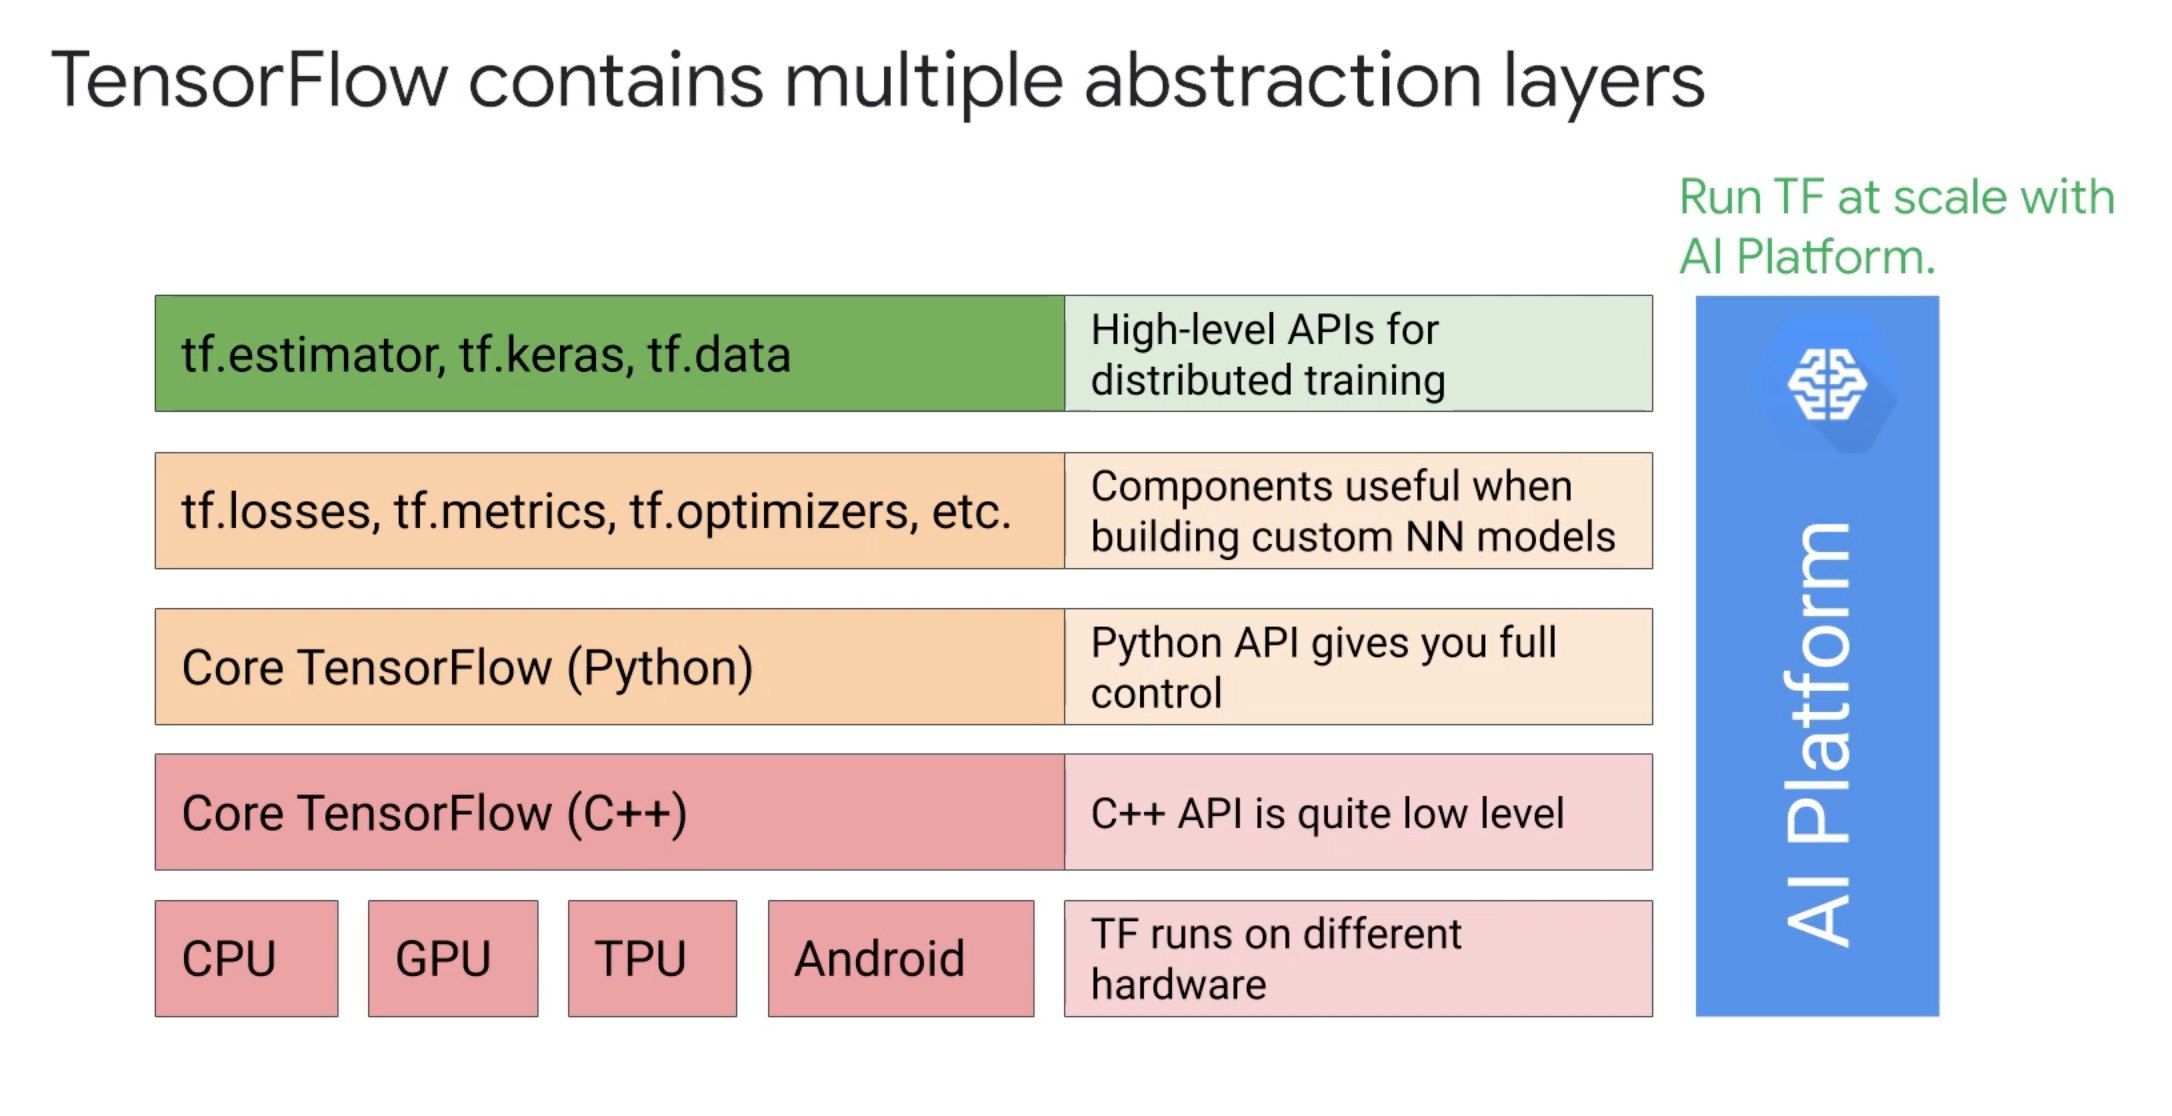 TensorFlow contains multiple abstraction layers
Run TF at scale with
AI Platform.
tf.estimator, tf.keras, tf.data
High-level APIs for
distributed training
tf.losses, tf.metrics, tf.optimizers, etc.
Components useful when
building custom NN models
Core TensorFlow (Python)
Python API gives you full
control
Core TensorFlow (C++)
C++ API is quite low level
CPU
GPU
TPU
Android
TF runs on different
hardware
AI Platform